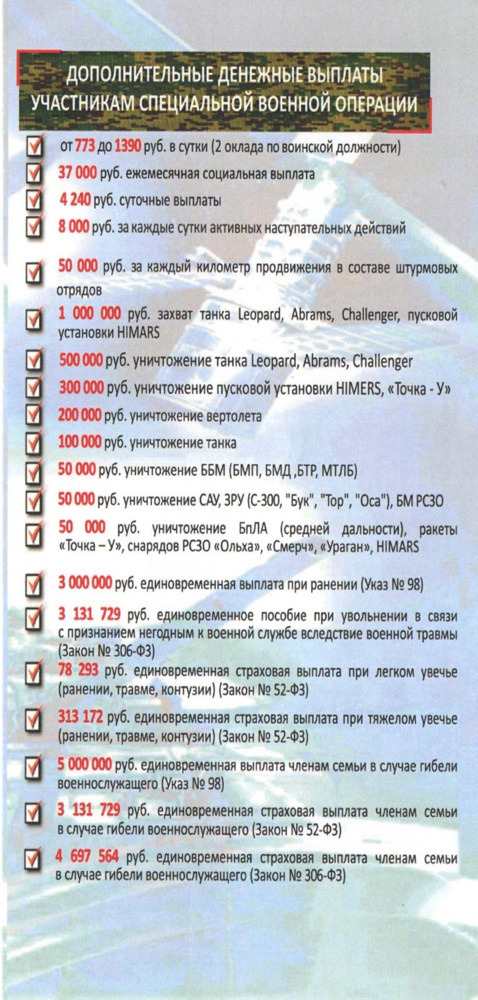 ДОПОЛНИТЕЛЬНЫЕ ДЕНЕЖНЫЕ ВЫПЛАТЫ
УЧАСТНИКАМ СПЕЦИАЛЬНОЙ ВОЕННОЙ ОПЕРАЦИИ
от 773 до 1390 руб. в сутки (2 оклада по воинской должности)
37 000 руб. ежемесячная социальная выплата
4 240 руб. суточные выплаты
8 000 руб. за каждые сутки активных наступательных действий
50 000 руб. за каждый километр продвижения в составе штурмовых
отрядов
1 000 000 руб. захват танка Leopard, Abrams, Challenger, пусковой
установки HIMARS
500 000 руб. уничтожение танка Leopard, Abrams, Challenger
300 000 руб. уничтожение пусковой установки HIMERS, «Точка - У»
200 000 руб. уничтожение вертолета
100 000 руб. уничтожение танка
50 000 руб. уничтожение ББМ (БМП, БМД ,БТР, МТЛБ)
50 000 руб. уничтожение САУ, ЗРУ (С-300, "Бук", "Тор", "Оса"), БМ РСЗО
50 000 руб. уничтожение БпЛА (средней дальности), ракеты
«Точка – У», снарядов РСЗО «Ольха», «Смерч», «Ураган», HIMARS
3 000 000 руб. единовременная выплата при ранении (Указ № 98)
3 131 729 руб. единовременное пособие при увольнении в связи
с признанием негодным к военной службе вследствие военной травмы
(Закон № 306-ФЗ)
78 293 руб. единовременная страховая выплата при легком увечье
(ранении, травме, контузии) (Закон № 52-ФЗ)
313 172 руб. единовременная страховая выплата при тяжелом увечье
(ранении, травме, контузии) (Закон № 52-ФЗ)
5 000 000 руб. единовременная выплата членам семьи в случае гибели
военнослужащего (Указ № 98)
3 131 729 руб. единовременная страховая выплата членам семьи
в случае гибели военнослужащего (Закон № 52-ФЗ)
4 697 564 руб. единовременная страховая выплата членам семьи
в случае гибели военнослужащего (Закон № 306-ФЗ)